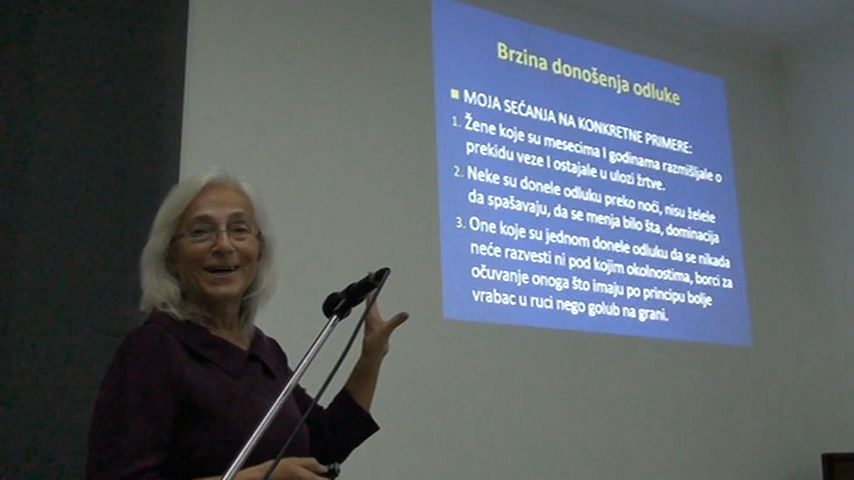 Brzina donošenja odluke
MOJA SEĆANJA NA KONKRETNE PRIMERE:
1. Žene koje su mesecima I godinama razmišljale o
prekidu veze I ostajale u ulozi žrtve.
2. Neke su donele odluku preko noći, nisu želele
da spašavaju, da se menja bilo šta, dominacija
3. One koje su jednom donele odluku da se nikada
neće razvesti ni pod kojim okolnostima, borci za
očuvanje onoga što imaju po principu bolje
vrabac u ruci nego golub na grani.